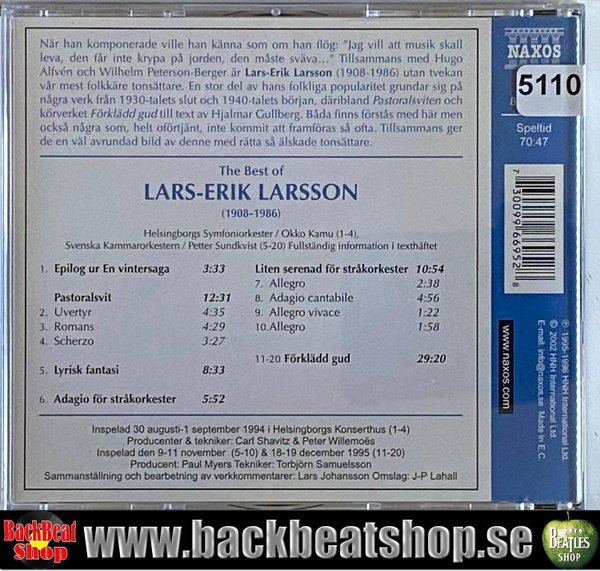 När han komponerade ville han känna som om han flög: "Jag vill att musik skall
leva, den får inte krypa på jorden, den måste sväva..." Tillsammans med Hugo
Alfvén och Wilhelm Peterson-Berger är Lars-Erik Larsson (1908-1986) utan tvekan
vår mest folkkäre tonsättare. En stor del av hans folkliga popularitet grundar sig på
några verk från 1930-talets slut och 1940-talets början, däribland Pastoralsviten och
körverket Förklädd gud till text av Hjalmar Gullberg. Båda finns förstås med här men
också några som, helt oförtjänt, inte kommit att framföras så ofta. Tillsammans ger
de en väl avrundad bild av denne med rätta så älskade tonsättare.
The Best of
LARS-ERIK LARSSON
(1908-1986)
Helsingborgs Symfoniorkester / Okko Kamu (1-4),
Svenska Kammarorkestern / Petter Sundkvist (5-20) Fullständig information i texthäftet
1. Epilog ur En vintersaga 3:33
Pastoralsvit 12:31
2. Uvertyr 4:35
3. Romans 4:29
4. Scherzo 3:27
5. Lyrisk fantasi 8:33
6. Adagio för stråkorkester 5:52
Liten serenad för stråkorkester 10:54
7. Allegro 2:38
8. Adagio cantabile 4:56
9. Allegro vivace 1:22
10. Allegro 1:58
11-20 Förklädd gud 29:20
Inspelad 30 augusti-1 september 1994 i Helsingborgs Konserthus (1-4)
Producenter & tekniker: Carl Shavitz & Peter Willemoës
Inspelad den 9-11 november (5-10) & 18-19 december 1995 (11-20)
Producent: Paul Myers Tekniker: Torbjörn Samuelsson
Sammanställning och bearbetning av verkkommentarer: Lars Johansson Omslag: J-P Lahall
NAXOS
5110
Speltid
70:47
7 30099 46695 2 8
www.naxos.com
℗ 1995-1996 HNH International Ltd.
© 2002 HNH International Ltd.
E-mail: info@naxos.se Made in E.C.
BackBeat
Shop
www.backbeatshop.se
BEATLES
SHOP